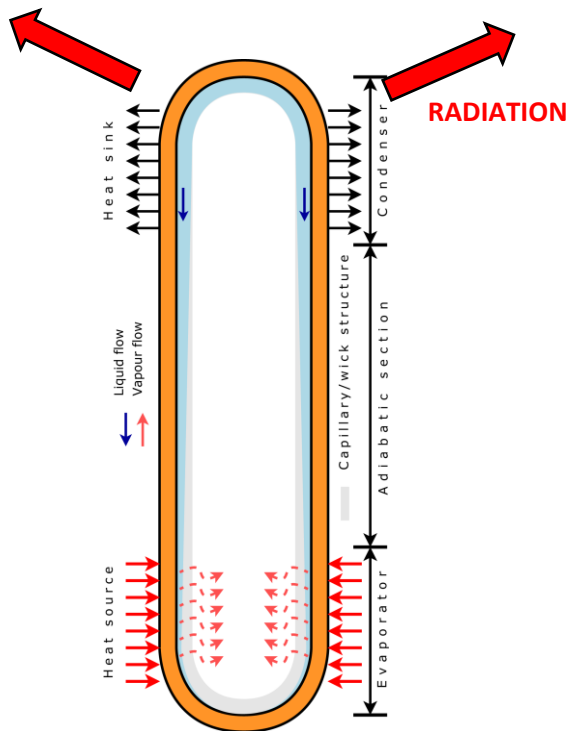 RADIATION
Heat sink
Condenser
Liquid flow
Vapour flow
Capillary/wick structure
Adiabatic section
Heat source
Evaporator